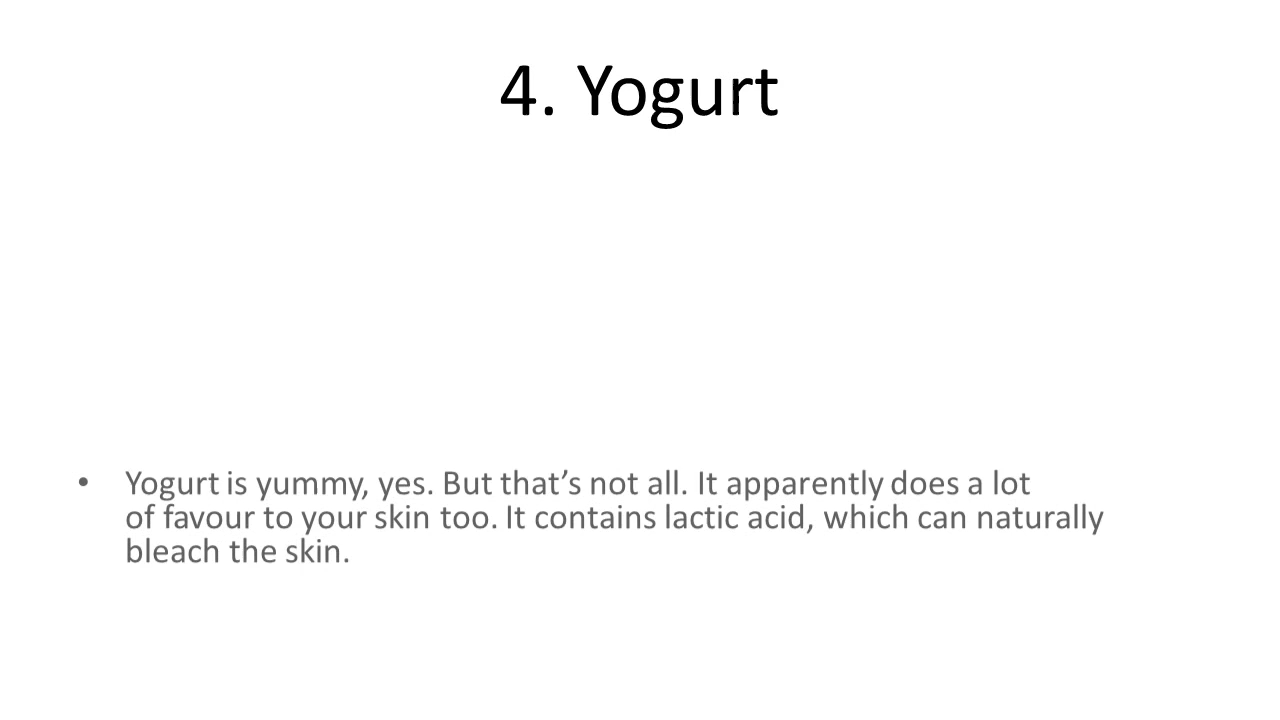 4. Yogurt
• Yogurt is yummy, yes. But that’s not all. It apparently does a lot
of favour to your skin too. It contains lactic acid, which can naturally
bleach the skin.